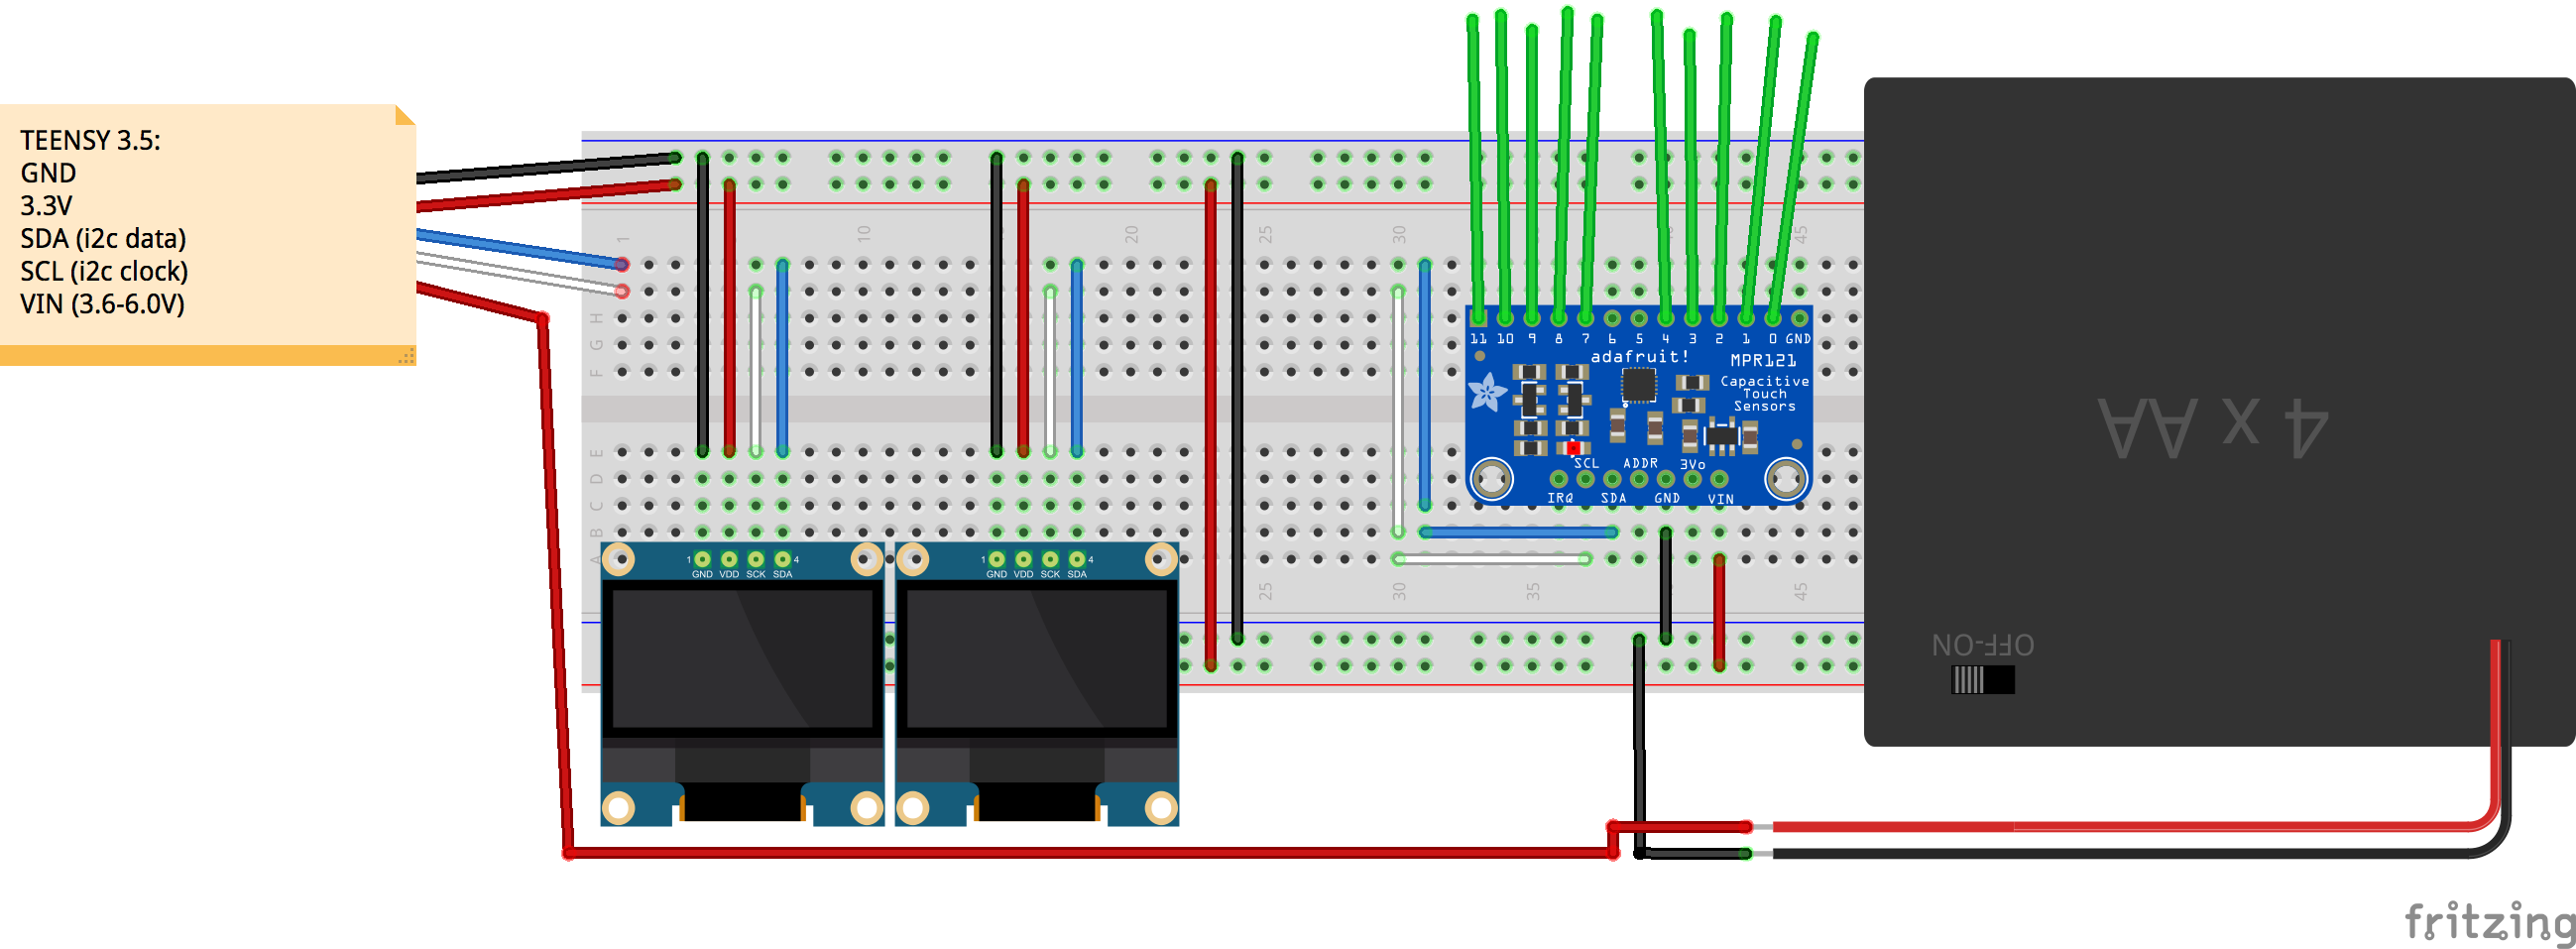 TEENSY 3.5:
GND
3.3V
SDA (i2c data)
SCL (i2c clock)
VIN (3.6-6.0V)
1 10 20 25 30 45
H
G
F
E
D
C
B
A
11 10 9 8 7 6 5 4 3 2 1 0 GND
adafruit!
MPR121
Capacitive
Touch
Sensors
SCL ADDR 3Vo
IRQ SDA GND VIN
1 4
GND VDD SCK SDA
1 4
GND VDD SCK SDA
25 30 35 45
4 x AA
OFF-ON
fritzing